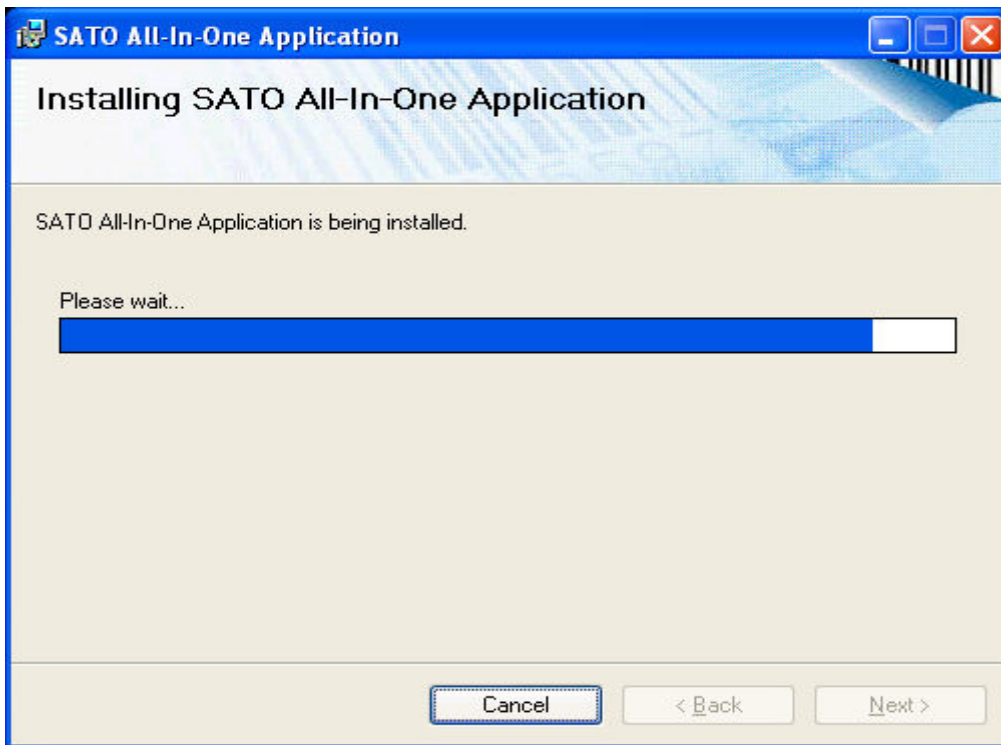 SATO All-In-One Application
Installing SATO All-In-One Application
SATO All-In-One Application is being installed.
Please wait...
Cancel
< Back
Next >